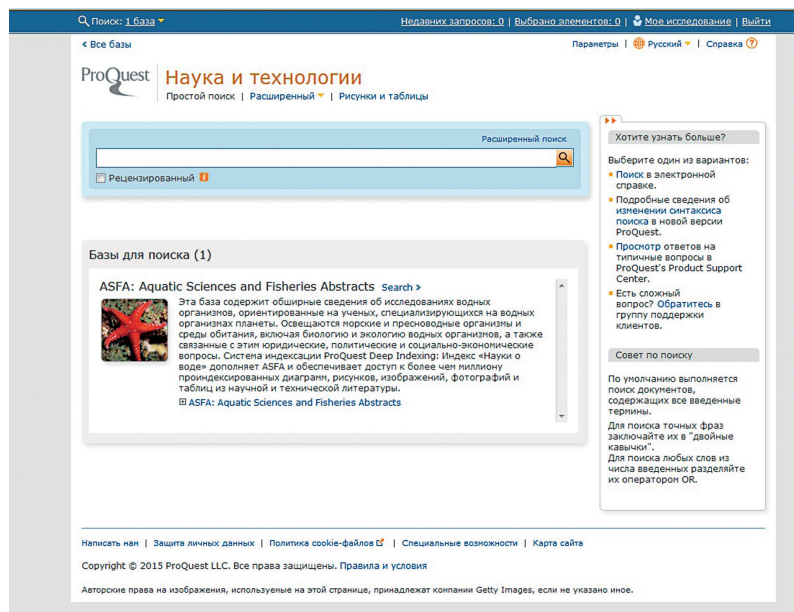 Поиск: 1 база
Недавних запросов: 0 | Выбрано элементов: 0 | Мое исследование | Выйти
< Все базы
Параметры | Русский | Справка ?
ProQuest
Наука и технологии
Простой поиск | Расширенный | Рисунки и таблицы
Расширенный поиск
Рецензированный i
Базы для поиска (1)
ASFA: Aquatic Sciences and Fisheries Abstracts Search >
Эта база содержит обширные сведения об исследованиях водных
организмов, ориентированные на ученых, специализирующихся на водных
организмах планеты. Освещаются морские и пресноводные организмы и
среды обитания, включая биологию и экологию водных организмов, а также
связанные с этим юридические, политические и социально-экономические
вопросы. Система индексации ProQuest Deep Indexing: Индекс «Науки о
воде» дополняет ASFA и обеспечивает доступ к более чем миллиону
проиндексированных диаграмм, рисунков, изображений, фотографий и
таблиц из научной и технической литературы.
ASFA: Aquatic Sciences and Fisheries Abstracts
Хотите узнать больше?
Выберите один из вариантов:
Поиск в электронной
справке.
Подробные сведения об
изменении синтаксиса
поиска в новой версии
ProQuest.
Просмотр ответов на
типичные вопросы в
ProQuest's Product Support
Center.
Есть сложный
вопрос? Обратитесь в
группу поддержки
клиентов.
Совет по поиску
По умолчанию выполняется
поиск документов,
содержащих все введенные
термины.
Для поиска точных фраз
заключайте их в "двойные
кавычки".
Для поиска любых слов из
числа введенных разделяйте
их оператором OR.
Написать нам | Защита личных данных | Политика cookie-файлов | Специальные возможности | Карта сайта
Copyright © 2015 ProQuest LLC. Все права защищены. Правила и условия
Авторские права на изображения, используемые на этой странице, принадлежат компании Getty Images, если не указано иное.